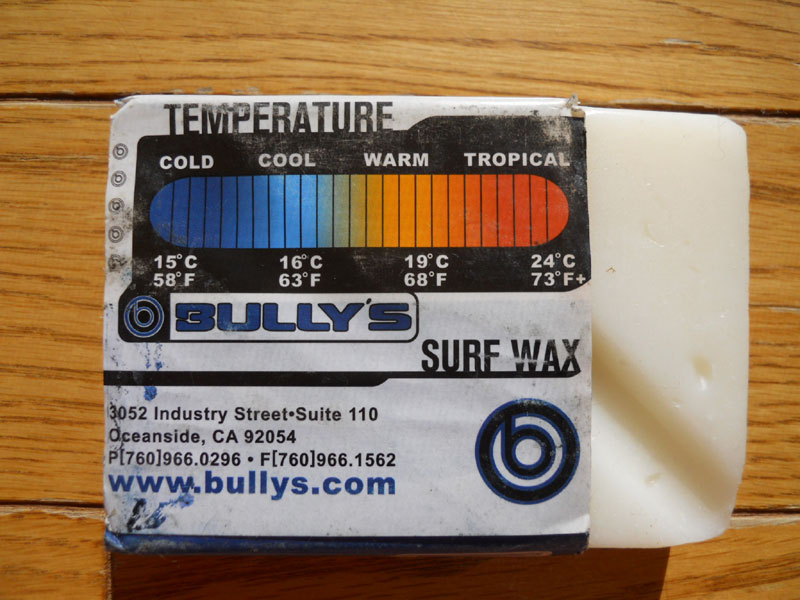 TEMPERATURE
COLD COOL WARM TROPICAL
15°C 16°C 19°C 24°C
58°F 63°F 68°F 73°F+
b BULLY'S
SURF WAX
3052 Industry Street•Suite 110
Oceanside, CA 92054
P[760]966.0296 • F[760]966.1562
www.bullys.com
b